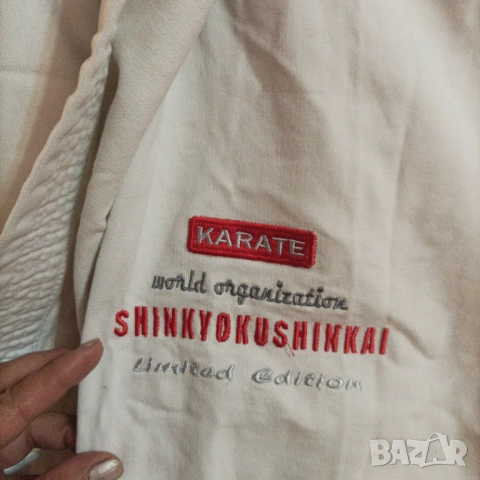 KARATE
world organization
SHINKYOKUSHINKAI
Limited Edition
BAZAR